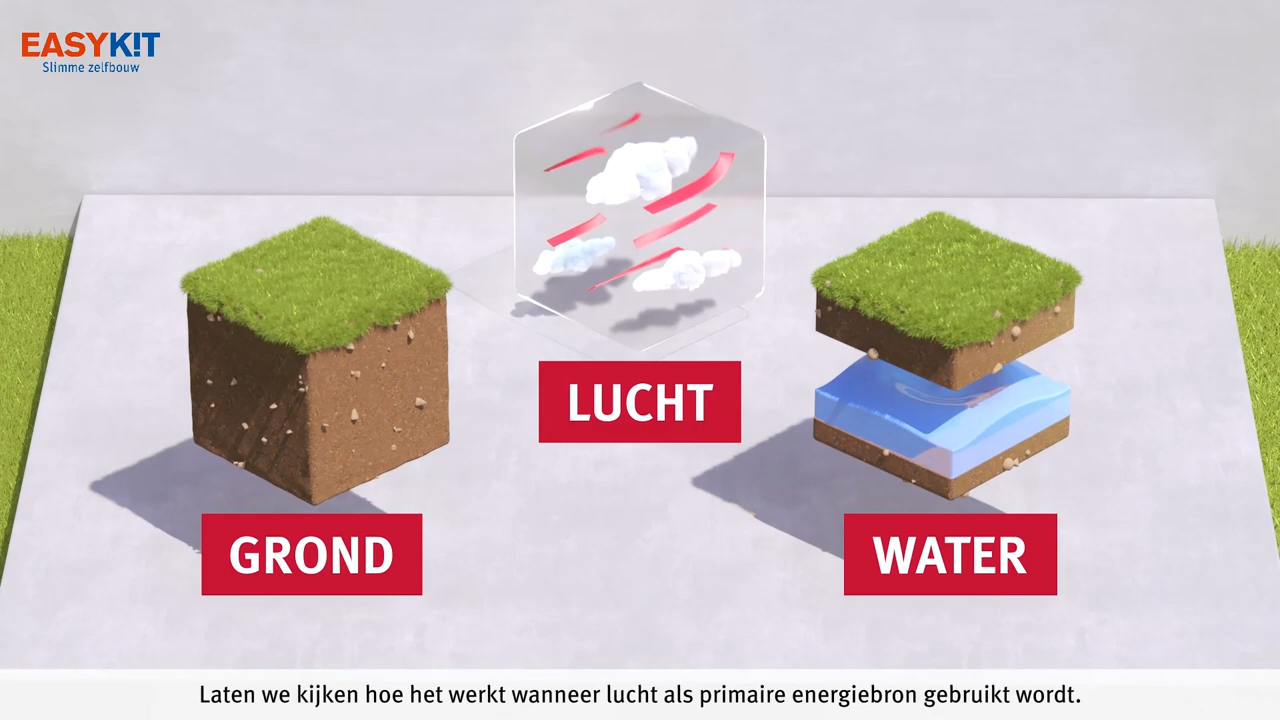 EASYK!T
Slimme zelfbouw
LUCHT
GROND
WATER
Laten we kijken hoe het werkt wanneer lucht als primaire energiebron gebruikt wordt.